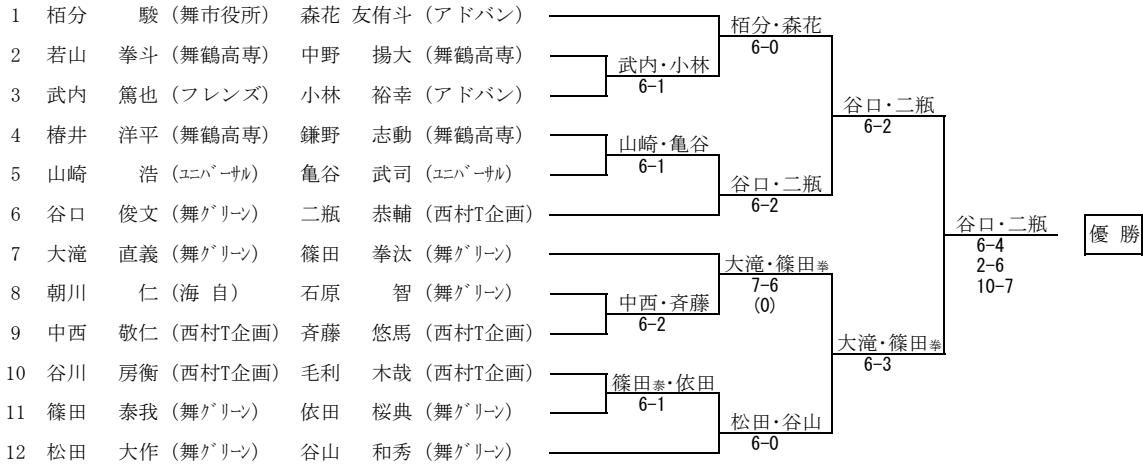 1 栢分 駿 (舞市役所) 森花 友侑斗 (アドバン)
栢分・森花
6-0
2 若山 拳斗 (舞鶴高専) 中野 揚大 (舞鶴高専)
武内・小林
6-1
3 武内 篤也 (フレンズ) 小林 裕幸 (アドバン)
谷口・二瓶
6-2
4 椿井 洋平 (舞鶴高専) 鎌野 志動 (舞鶴高専)
山崎・亀谷
6-1
5 山崎 浩 (ユニバーサル) 亀谷 武司 (ユニバーサル)
谷口・二瓶
6-2
6 谷口 俊文 (舞グリーン) 二瓶 恭輔 (西村T企画)
谷口・二瓶
6-4
2-6
10-7
優 勝
7 大滝 直義 (舞グリーン) 篠田 拳汰 (舞グリーン)
大滝・篠田拳
7-6
(0)
8 朝川 仁 (海 自) 石原 智 (舞グリーン)
中西・斉藤
6-2
9 中西 敬仁 (西村T企画) 斉藤 悠馬 (西村T企画)
大滝・篠田拳
6-3
10 谷川 房衡 (西村T企画) 毛利 木哉 (西村T企画)
篠田泰・依田
6-1
11 篠田 泰我 (舞グリーン) 依田 桜典 (舞グリーン)
松田・谷山
6-0
12 松田 大作 (舞グリーン) 谷山 和秀 (舞グリーン)